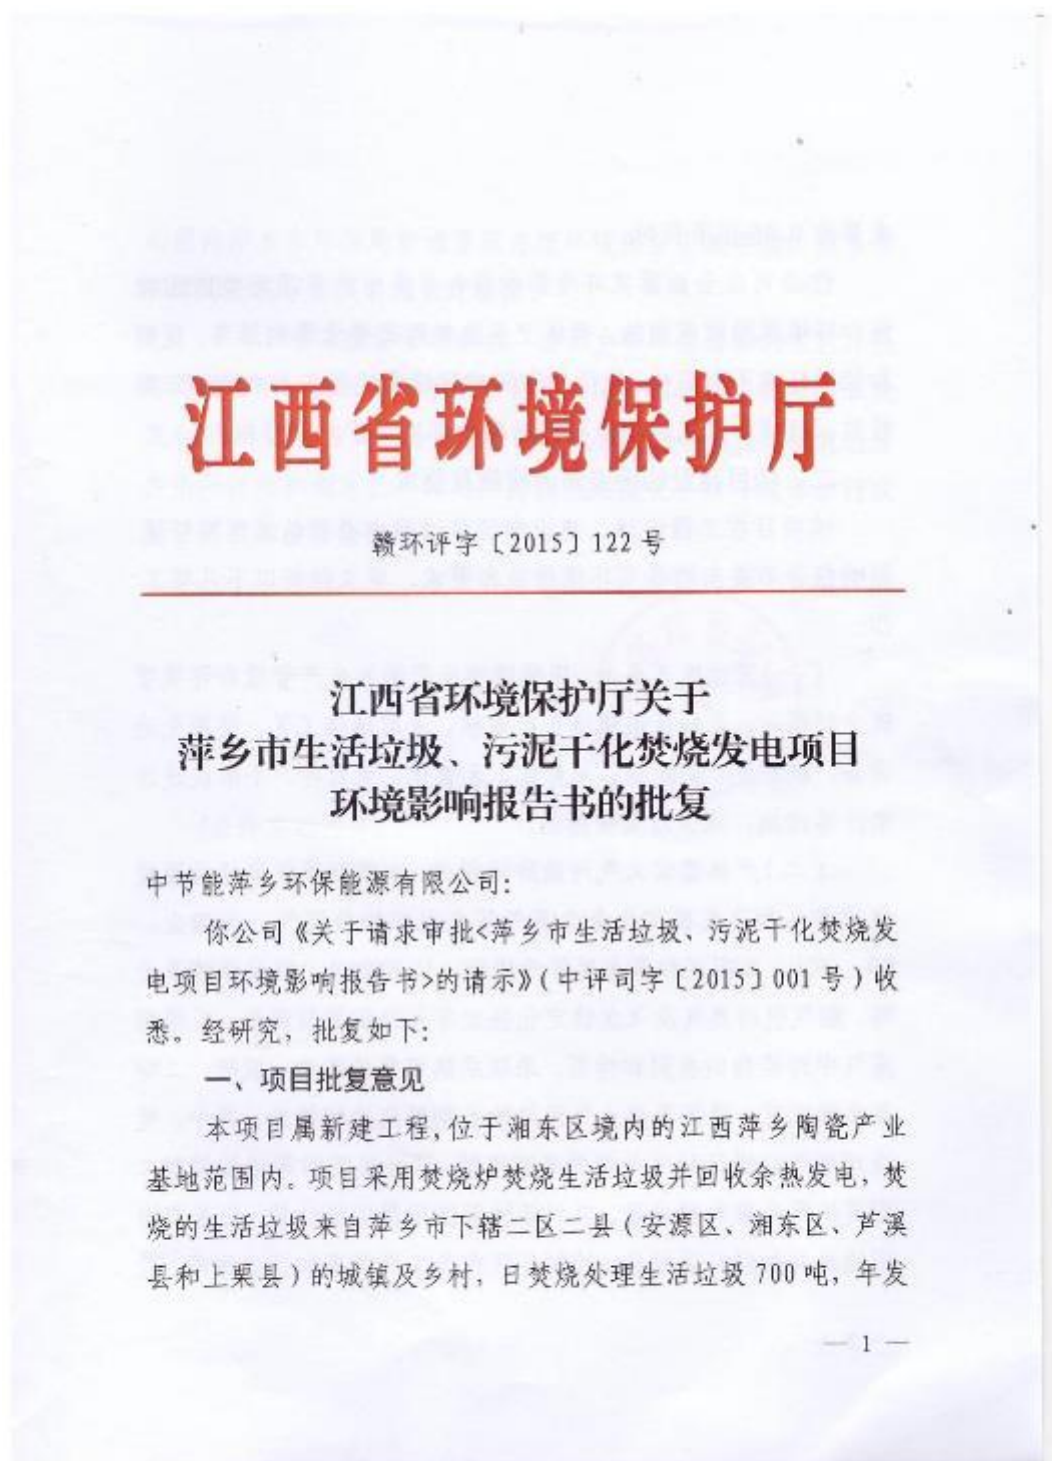 江西省环境保护厅
赣环评字〔2015〕122号
江西省环境保护厅关于
萍乡市生活垃圾、污泥干化焚烧发电项目
环境影响报告书的批复
中节能萍乡环保能源有限公司:
你公司《关于请求审批<萍乡市生活垃圾、污泥干化焚烧发
电项目环境影响报告书>的请示》(中评司字〔2015〕001号)收
悉。经研究,批复如下:
一、项目批复意见
本项目属新建工程,位于湘东区境内的江西萍乡陶瓷产业
基地范围内。项目采用焚烧炉焚烧生活垃圾并回收余热发电,焚
烧的生活垃圾来自萍乡市下辖二区二县(安源区、湘东区、芦溪
县和上栗县)的城镇及乡村,日焚烧处理生活垃圾700吨,年发
— 1 —